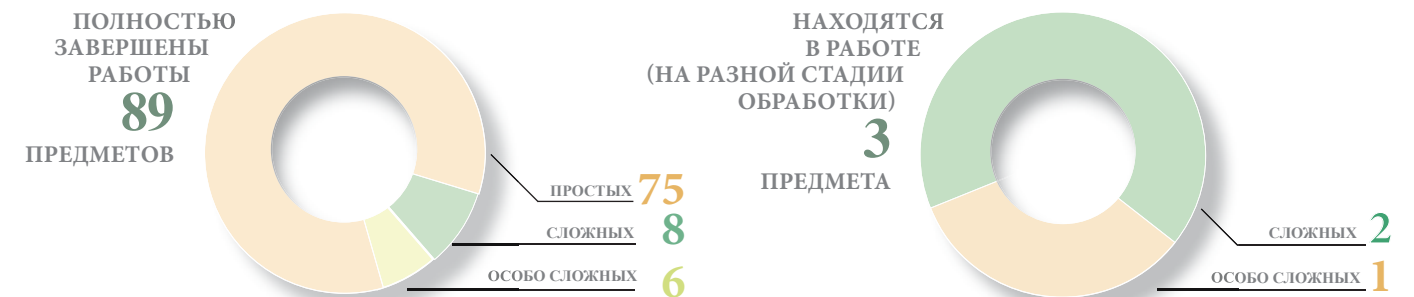 ПОЛНОСТЬЮ
ЗАВЕРШЕНЫ
РАБОТЫ
89
ПРЕДМЕТОВ
ПРОСТЫХ 75
СЛОЖНЫХ 8
ОСОБО СЛОЖНЫХ 6
НАХОДЯТСЯ
В РАБОТЕ
(НА РАЗНОЙ СТАДИИ
ОБРАБОТКИ)
3
ПРЕДМЕТА
СЛОЖНЫХ 2
ОСОБО СЛОЖНЫХ 1